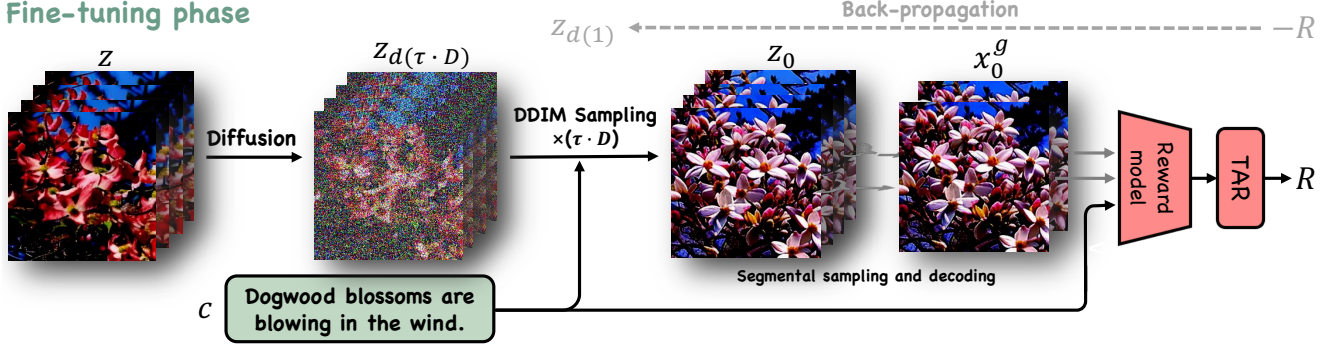 Fine-tuning phase
Back-propagation
z_{d(1)}
−R
z
z_{d(τ · D)}
z_0
x_0^g
Diffusion
DDIM Sampling
×(τ · D)
Reward
model
TAR
R
Segmental sampling and decoding
c
Dogwood blossoms are
blowing in the wind.